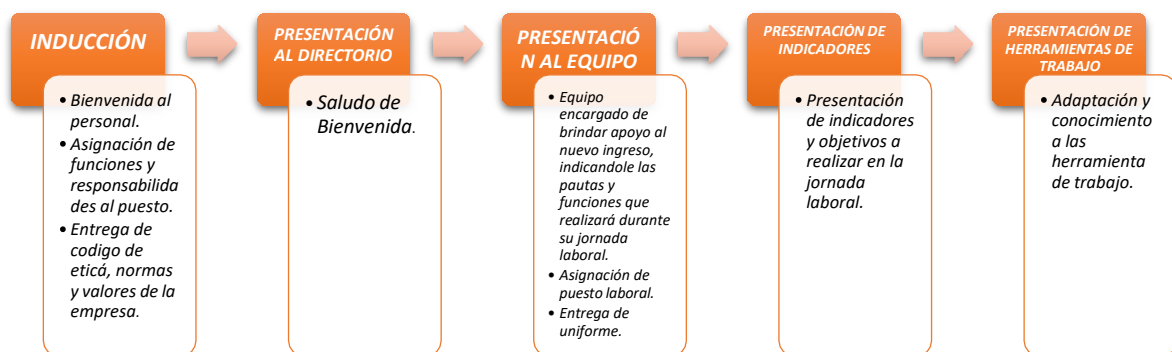 INDUCCIÓN
• Bienvenida al
personal.
• Asignación de
funciones y
responsabilida
des al puesto.
• Entrega de
codigo de
eticá, normas
y valores de la
empresa.
PRESENTACIÓN
AL DIRECTORIO
• Saludo de
Bienvenida.
PRESENTACIÓ
N AL EQUIPO
• Equipo
encargado de
brindar apoyo al
nuevo ingreso,
indicandole las
pautas y
funciones que
realizará durante
su jornada
laboral.
• Asignación de
puesto laboral.
• Entrega de
uniforme.
PRESENTACIÓN DE
INDICADORES
• Presentación
de indicadores
y objetivos a
realizar en la
jornada
laboral.
PRESENTACIÓN DE
HERRAMIENTAS DE
TRABAJO
• Adaptación y
conocimiento
a las
herramienta
de trabajo.